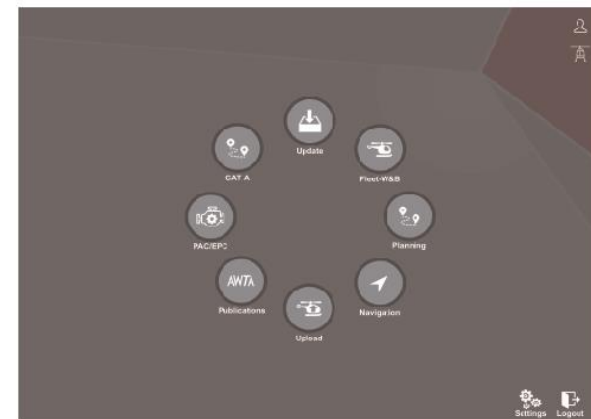 Update
CAT A
Fleet-W&B
PAC/EPC
Planning
AWTA
Publications
Navigation
Upload
Settings
Logout